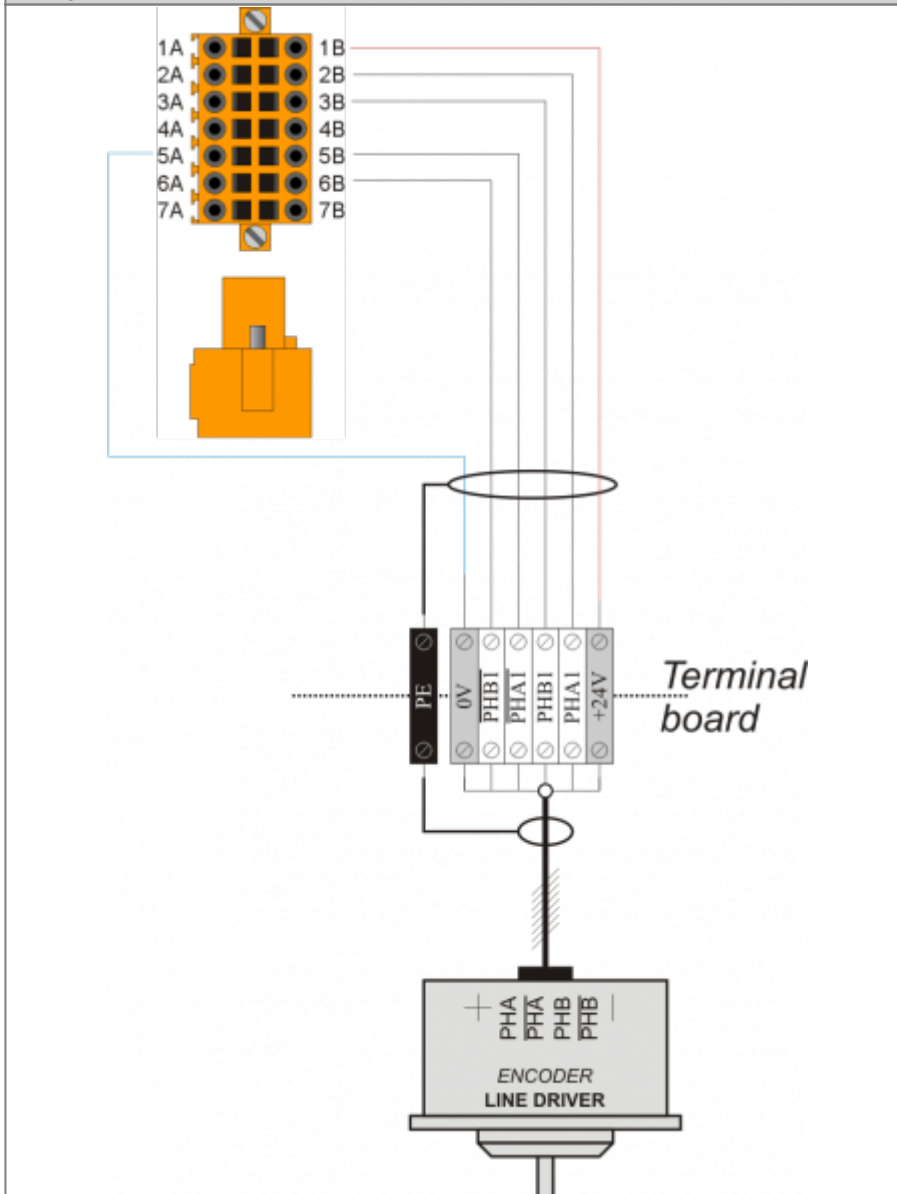 1A 1B
2A 2B
3A 3B
4A 4B
5A 5B
6A 6B
7A 7B
PE
0V
PHB1
PHA1
PHB1
PHA1
+24V
Terminal
board
+
PHA
PHA
PHB
PHB
—
ENCODER
LINE DRIVER